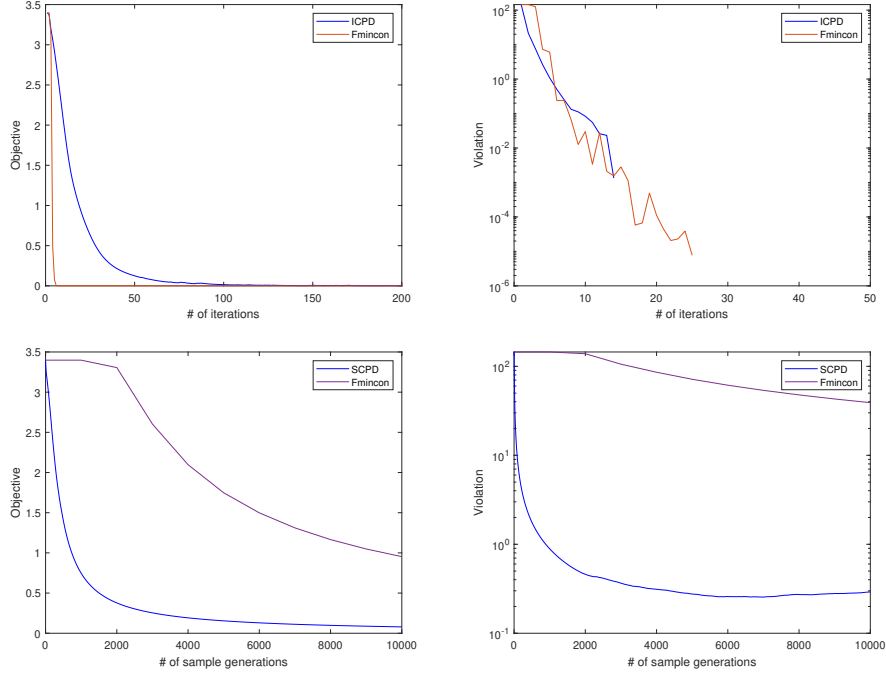 3.5
3
2.5
2
1.5
1
0.5
0
Objective
0 50 100 150 200
# of iterations
ICPD
Fmincon
10^2
10^0
10^-2
10^-4
10^-6
Violation
0 10 20 30 40 50
# of iterations
ICPD
Fmincon
3.5
3
2.5
2
1.5
1
0.5
0
Objective
0 2000 4000 6000 8000 10000
# of sample generations
SCPD
Fmincon
10^2
10^1
10^0
10^-1
Violation
0 2000 4000 6000 8000 10000
# of sample generations
SCPD
Fmincon